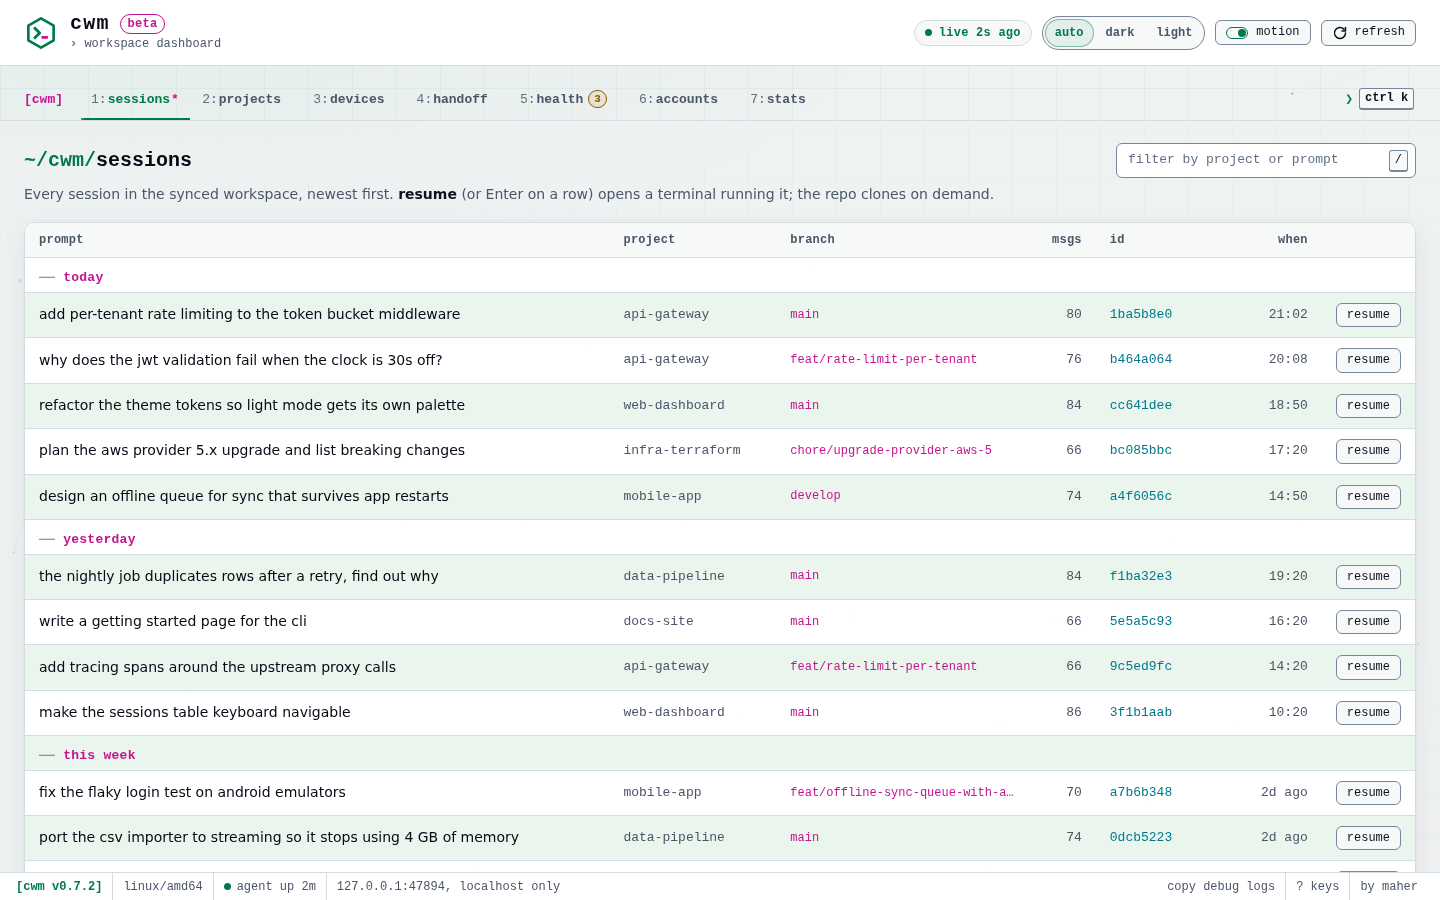 cwm beta
› workspace dashboard
live 2s ago
auto dark light
motion
refresh
[cwm] 1:sessions* 2:projects 3:devices 4:handoff 5:health 3 6:accounts 7:stats
❯ ctrl k
~/cwm/sessions
filter by project or prompt /
Every session in the synced workspace, newest first. resume (or Enter on a row) opens a terminal running it; the repo clones on demand.
prompt project branch msgs id when
— today
add per-tenant rate limiting to the token bucket middleware api-gateway main 80 1ba5b8e0 21:02 resume
why does the jwt validation fail when the clock is 30s off? api-gateway feat/rate-limit-per-tenant 76 b464a064 20:08 resume
refactor the theme tokens so light mode gets its own palette web-dashboard main 84 cc641dee 18:50 resume
plan the aws provider 5.x upgrade and list breaking changes infra-terraform chore/upgrade-provider-aws-5 66 bc085bbc 17:20 resume
design an offline queue for sync that survives app restarts mobile-app develop 74 a4f6056c 14:50 resume
— yesterday
the nightly job duplicates rows after a retry, find out why data-pipeline main 84 f1ba32e3 19:20 resume
write a getting started page for the cli docs-site main 66 5e5a5c93 16:20 resume
add tracing spans around the upstream proxy calls api-gateway feat/rate-limit-per-tenant 66 9c5ed9fc 14:20 resume
make the sessions table keyboard navigable web-dashboard main 86 3f1b1aab 10:20 resume
— this week
fix the flaky login test on android emulators mobile-app feat/offline-sync-queue-with-a… 70 a7b6b348 2d ago resume
port the csv importer to streaming so it stops using 4 GB of memory data-pipeline main 74 0dcb5223 2d ago resume
[cwm v0.7.2] linux/amd64 agent up 2m 127.0.0.1:47894, localhost only copy debug logs ? keys by maher